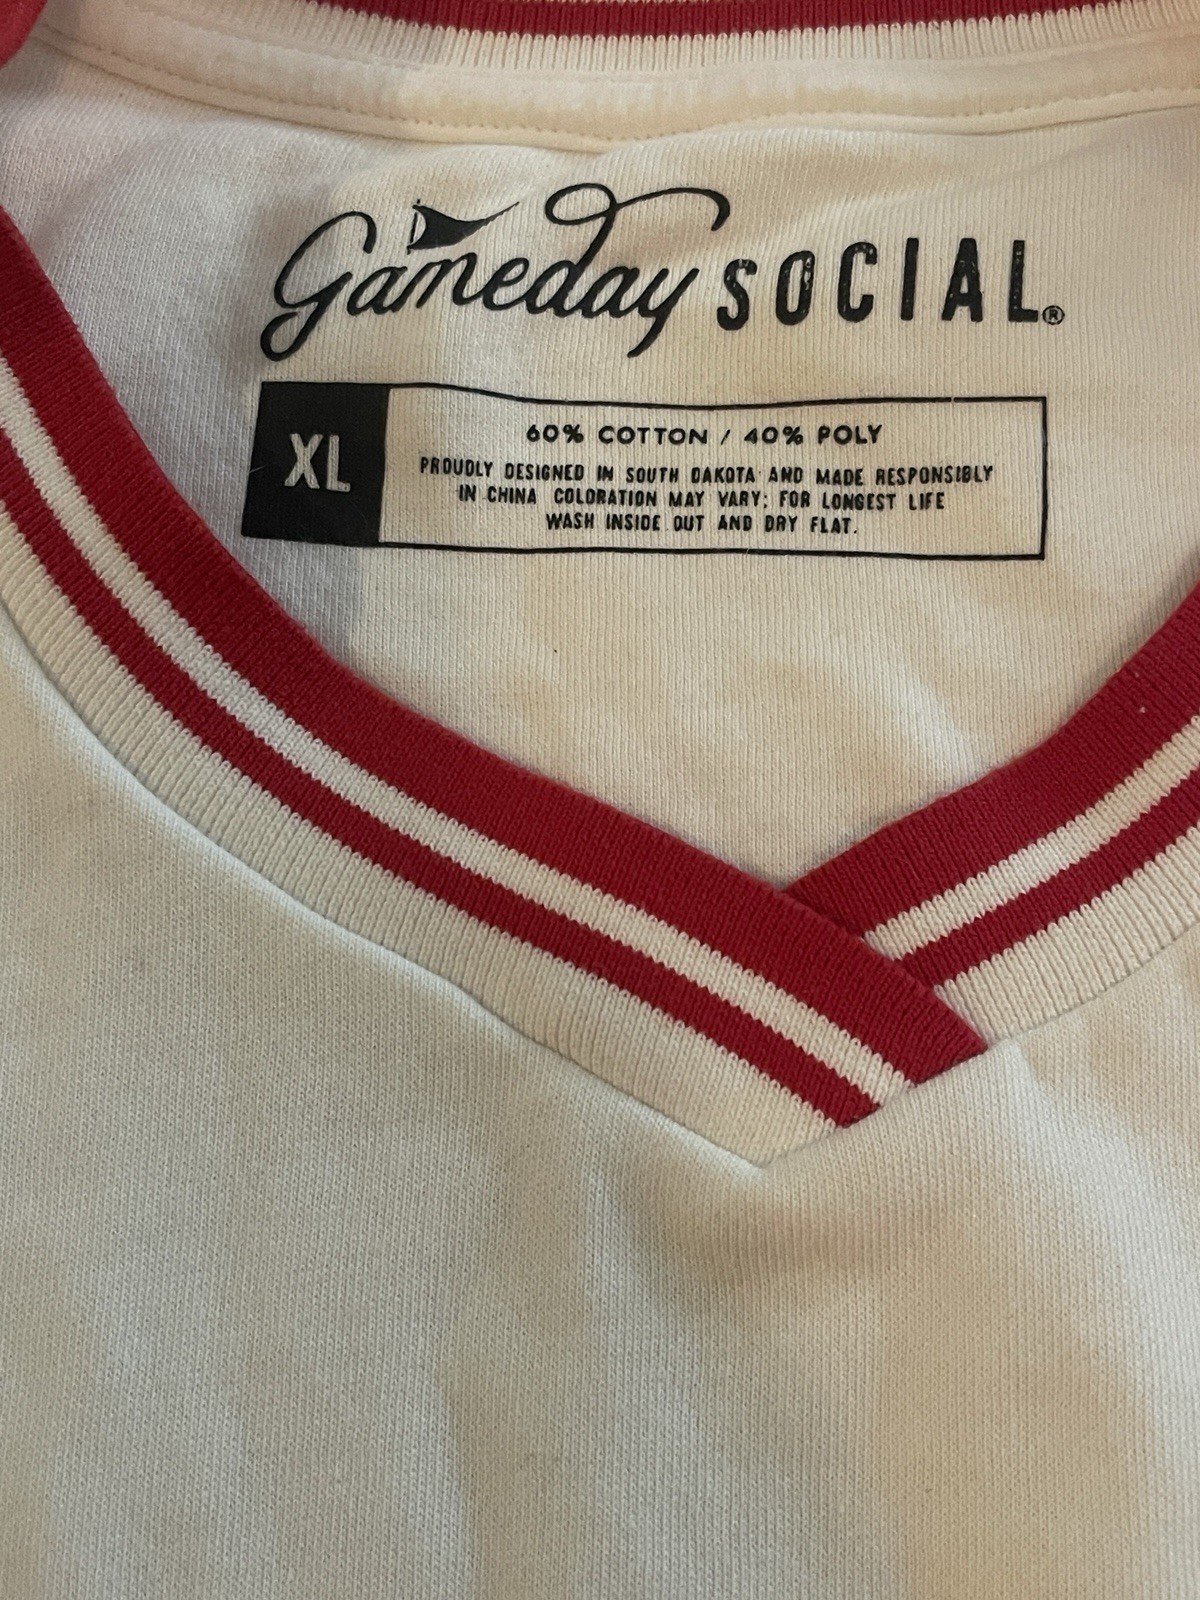 Gameday SOCIAL®
XL
60% COTTON / 40% POLY
PROUDLY DESIGNED IN SOUTH DAKOTA AND MADE RESPONSIBLY
IN CHINA COLORATION MAY VARY; FOR LONGEST LIFE
WASH INSIDE OUT AND DRY FLAT.